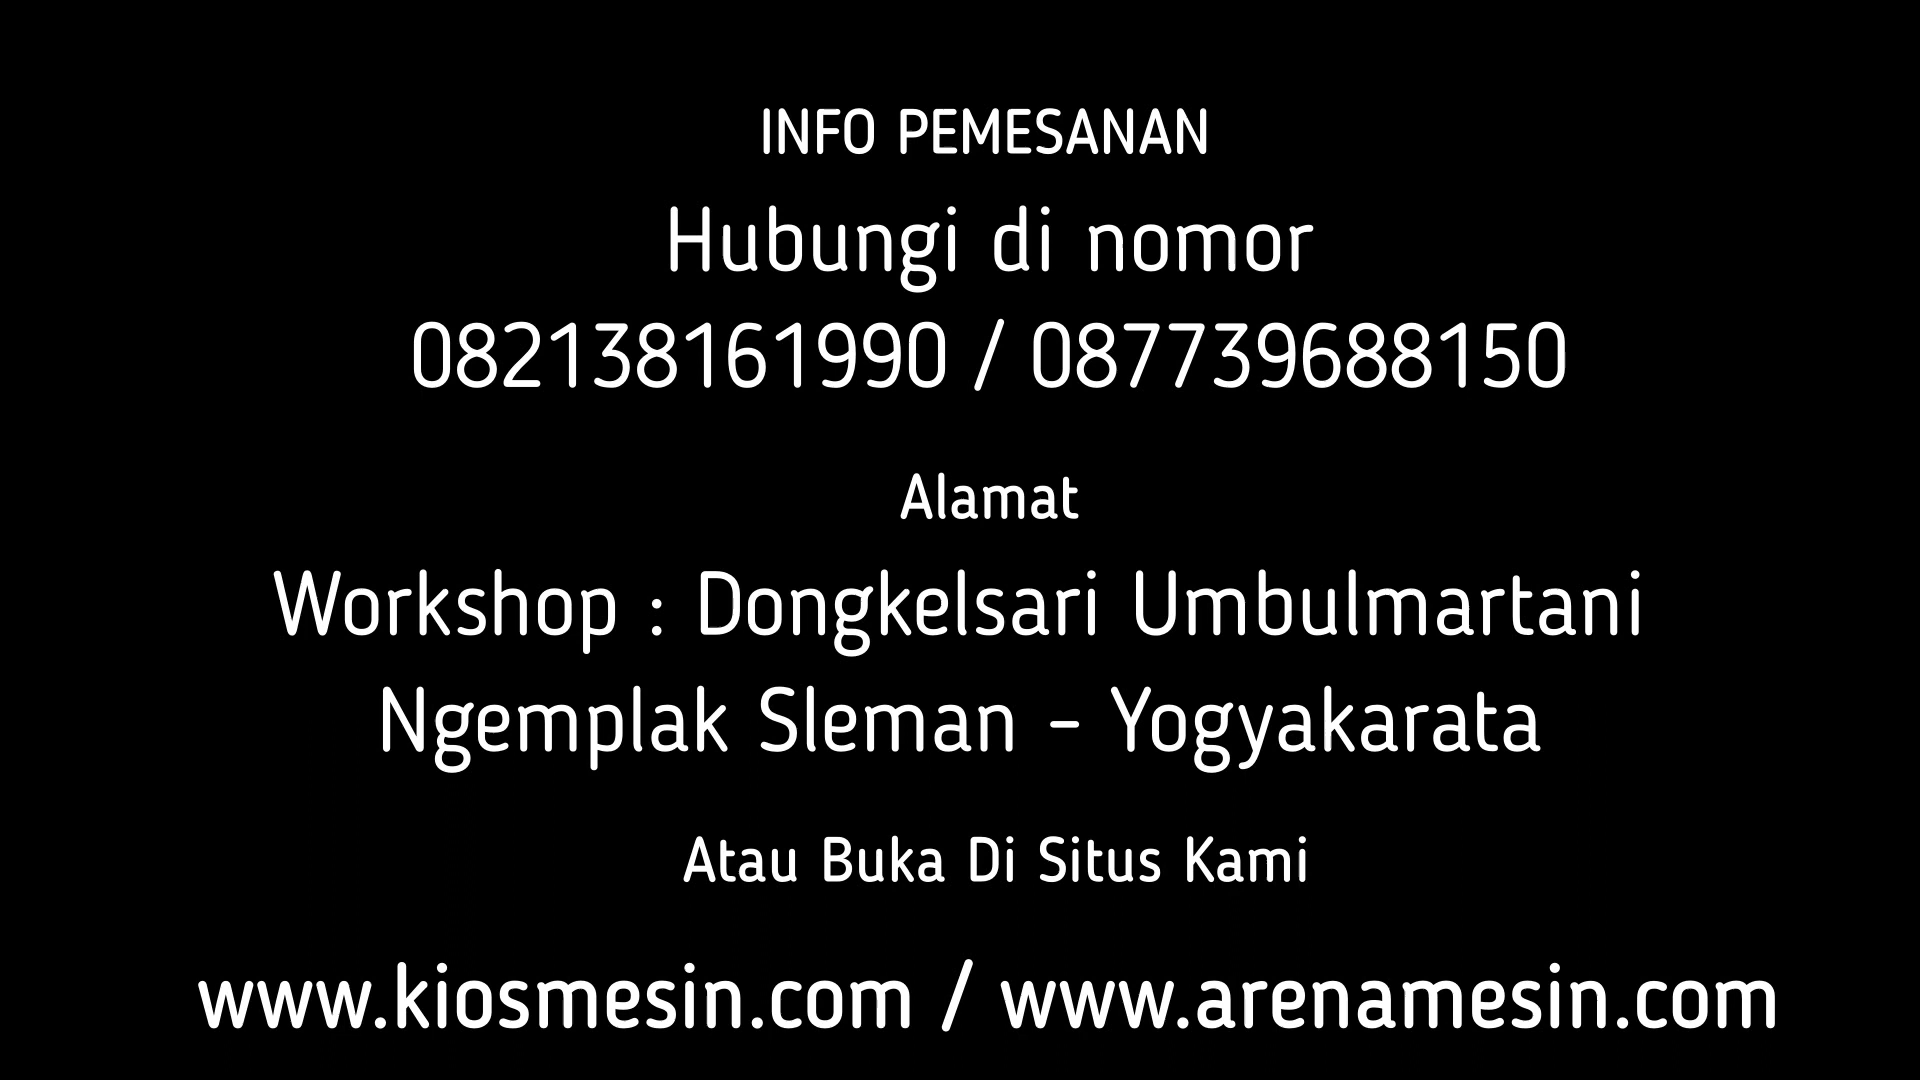 INFO PEMESANAN
Hubungi di nomor
082138161990 / 087739688150
Alamat
Workshop : Dongkelsari Umbulmartani
Ngemplak Sleman - Yogyakarata
Atau Buka Di Situs Kami
www.kiosmesin.com / www.arenamesin.com